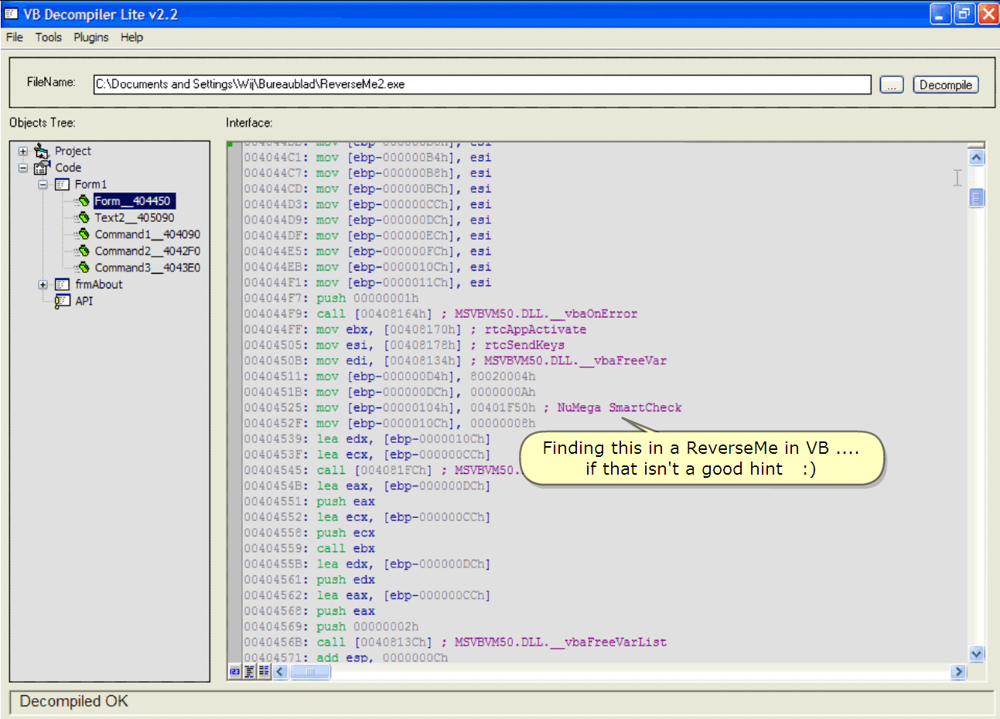 VB Decompiler Lite v2.2
File Tools Plugins Help
FileName: C:\Documents and Settings\Wij\Bureaublad\ReverseMe2.exe ... Decompile
Objects Tree:
Interface:
Project
Code
Form1
Form__404450
Text2__405090
Command1__404090
Command2__4042F0
Command3__4043E0
frmAbout
API
004044BB: mov [ebp-000000B0h], esi
004044C1: mov [ebp-000000B4h], esi
004044C7: mov [ebp-000000B8h], esi
004044CD: mov [ebp-000000BCh], esi
004044D3: mov [ebp-000000CCh], esi
004044D9: mov [ebp-000000DCh], esi
004044DF: mov [ebp-000000ECh], esi
004044E5: mov [ebp-000000FCh], esi
004044EB: mov [ebp-0000010Ch], esi
004044F1: mov [ebp-0000011Ch], esi
004044F7: push 00000001h
004044F9: call [00408164h] ; MSVBVM50.DLL.__vbaOnError
004044FF: mov ebx, [00408170h] ; rtcAppActivate
00404505: mov esi, [00408178h] ; rtcSendKeys
0040450B: mov edi, [00408134h] ; MSVBVM50.DLL.__vbaFreeVar
00404511: mov [ebp-000000D4h], 80020004h
0040451B: mov [ebp-000000DCh], 0000000Ah
00404525: mov [ebp-00000104h], 00401F50h ; NuMega SmartCheck
0040452F: mov [ebp-0000010Ch], 00000008h
00404539: lea edx, [ebp-0000010Ch]
0040453F: lea ecx, [ebp-000000CCh]
00404545: call [004081FCh] ; MSVBVM50.
0040454B: lea eax, [ebp-000000DCh]
00404551: push eax
00404552: lea ecx, [ebp-000000CCh]
00404558: push ecx
00404559: call ebx
0040455B: lea edx, [ebp-000000DCh]
00404561: push edx
00404562: lea eax, [ebp-000000CCh]
00404568: push eax
00404569: push 00000002h
0040456B: call [0040813Ch] ; MSVBVM50.DLL.__vbaFreeVarList
00404571: add esp, 0000000Ch
Finding this in a ReverseMe in VB ....
if that isn't a good hint :)
123
Decompiled OK